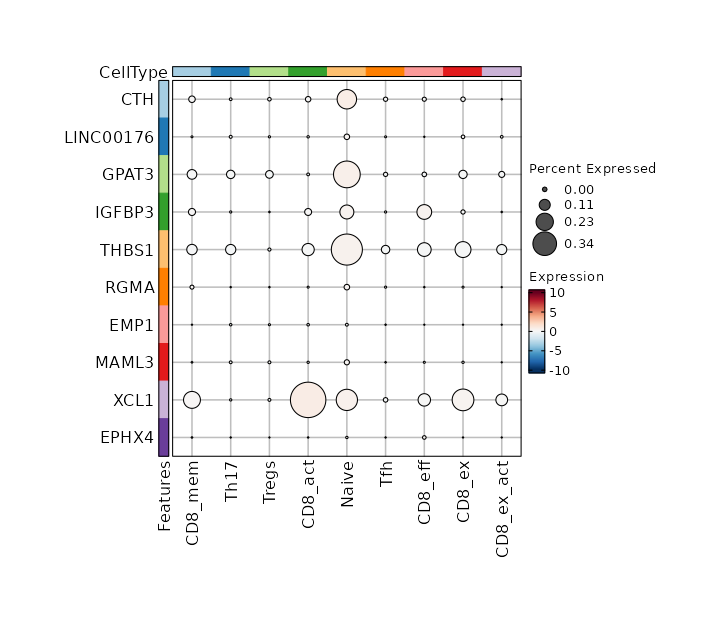 CellType
CTH
LINC00176
GPAT3
IGFBP3
THBS1
RGMA
EMP1
MAML3
XCL1
EPHX4
Features
CD8_mem
Th17
Tregs
CD8_act
Naive
Tfh
CD8_eff
CD8_ex
CD8_ex_act
Percent Expressed
0.00
0.11
0.23
0.34
Expression
10
5
0
-5
-10